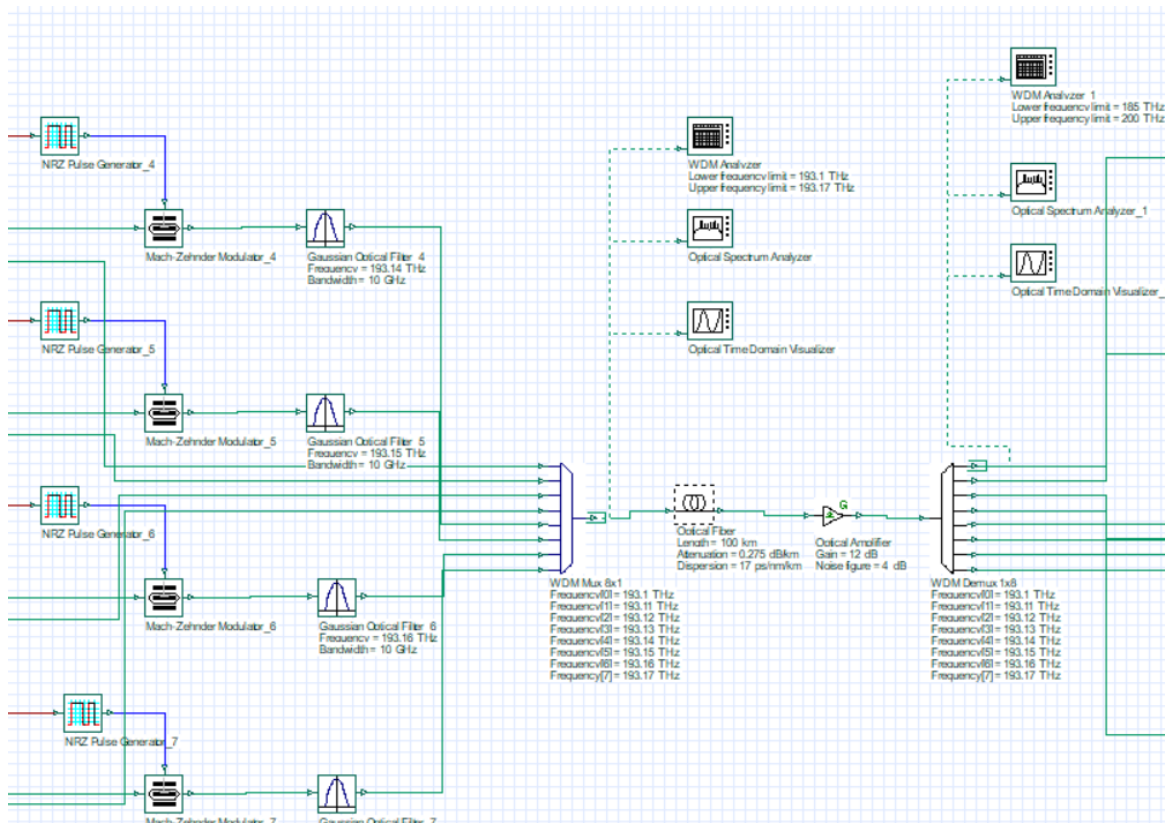 WDM Analyzer_1
Lower frequency limit = 185 THz
Upper frequency limit = 200 THz
NRZ Pulse Generator_4
WDM Analyzer
Lower frequency limit = 193.1 THz
Upper frequency limit = 193.17 THz
Optical Spectrum Analyzer_1
Mach-Zehnder Modulator_4
Gaussian Optical Filter_4
Frequency = 193.14 THz
Bandwidth = 10 GHz
Optical Spectrum Analyzer
Optical Time Domain Visualizer_
NRZ Pulse Generator_5
Optical Time Domain Visualizer
Mach-Zehnder Modulator_5
Gaussian Optical Filter_5
Frequency = 193.15 THz
Bandwidth = 10 GHz
NRZ Pulse Generator_6
G
Optical Fiber
Length = 100 km
Attenuation = 0.275 dB/km
Dispersion = 17 ps/nm/km
Optical Amplifier
Gain = 12 dB
Noise figure = 4 dB
WDM Mux 8x1
Frequency[0] = 193.1 THz
Frequency[1] = 193.11 THz
Frequency[2] = 193.12 THz
Frequency[3] = 193.13 THz
Frequency[4] = 193.14 THz
Frequency[5] = 193.15 THz
Frequency[6] = 193.16 THz
Frequency[7] = 193.17 THz
WDM Demux 1x8
Frequency[0] = 193.1 THz
Frequency[1] = 193.11 THz
Frequency[2] = 193.12 THz
Frequency[3] = 193.13 THz
Frequency[4] = 193.14 THz
Frequency[5] = 193.15 THz
Frequency[6] = 193.16 THz
Frequency[7] = 193.17 THz
Mach-Zehnder Modulator_6
Gaussian Optical Filter_6
Frequency = 193.16 THz
Bandwidth = 10 GHz
NRZ Pulse Generator_7
Mach-Zehnder Modulator_7
Gaussian Optical Filter_7